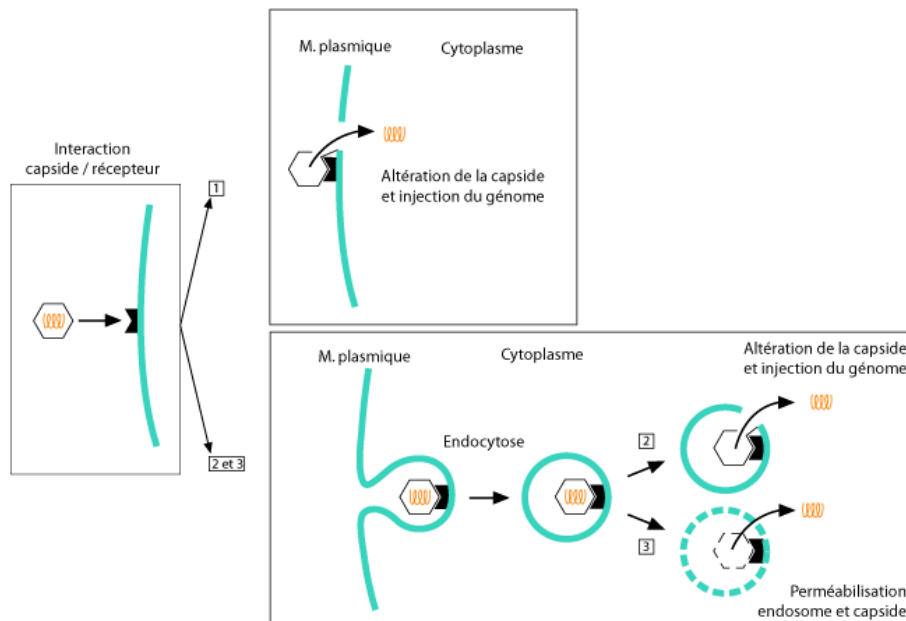 Interaction
capside / récepteur
1
2 et 3
M. plasmique
Cytoplasme
Altération de la capside
et injection du génome
M. plasmique
Cytoplasme
Altération de la capside
et injection du génome
Endocytose
2
3
Perméabilisation
endosome et capside